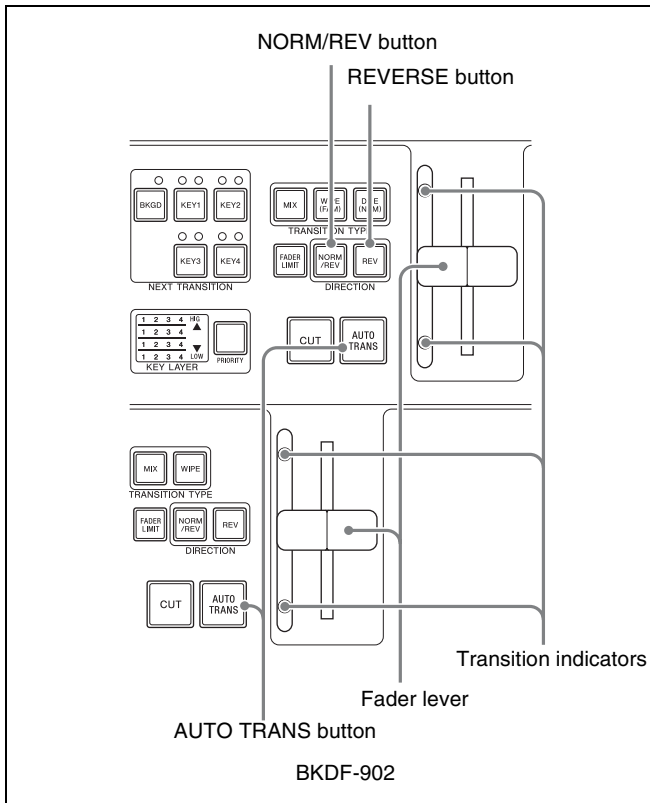 NORM/REV button
REVERSE button
BKGD KEY1 KEY2
KEY3 KEY4
NEXT TRANSITION
MIX WIPE
TRANSITION TYPE
FADER
LIMIT
NORM
/REV
REV
DIRECTION
1 2 3 4 HIG
1 2 3 4
1 2 3 4
1 2 3 4 LOW
KEY LAYER
PRIORITY
CUT
AUTO
TRANS
MIX WIPE
TRANSITION TYPE
FADER
LIMIT
NORM
/REV
REV
DIRECTION
CUT
AUTO
TRANS
Transition indicators
Fader lever
AUTO TRANS button
BKDF-902